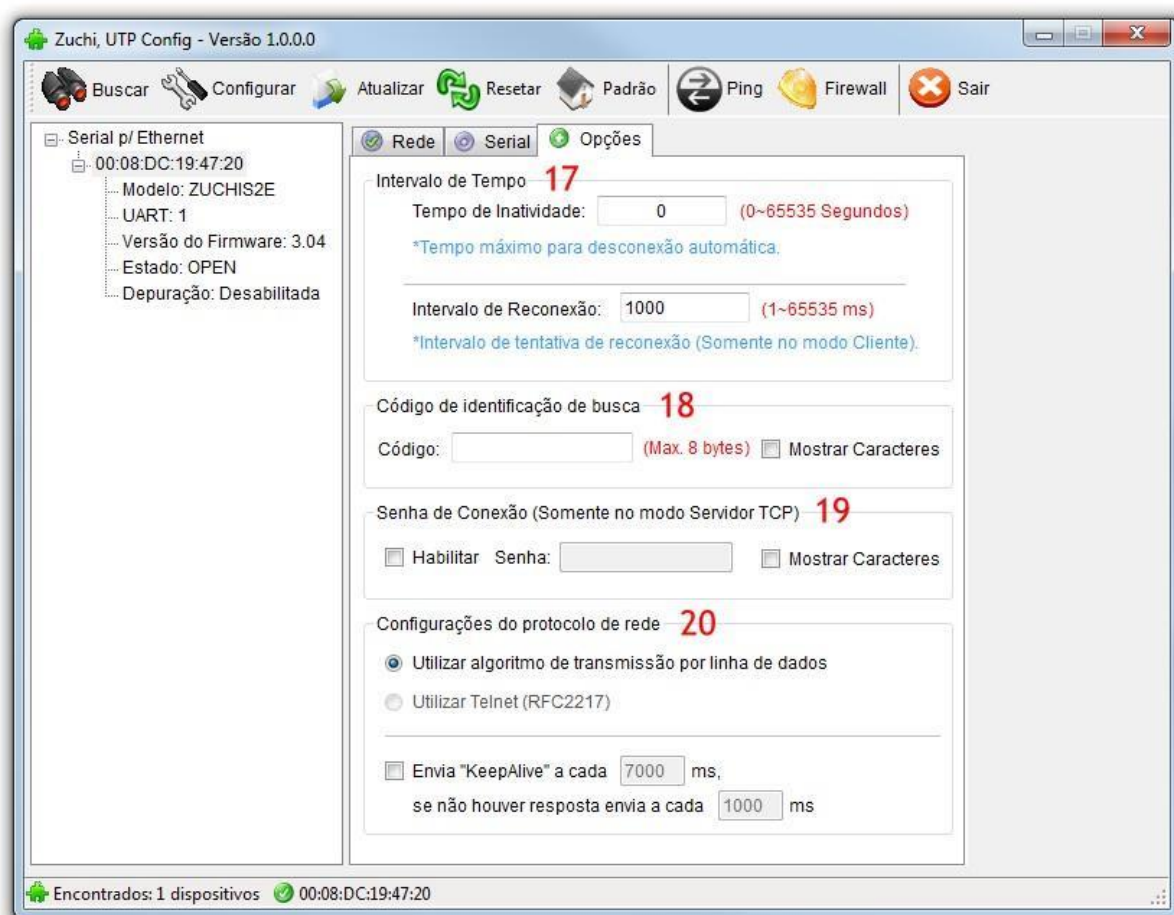 Zuchi, UTP Config - Versão 1.0.0.0
Buscar Configurar Atualizar Resetar Padrão Ping Firewall Sair
Serial p/ Ethernet
00:08:DC:19:47:20
Modelo: ZUCHIS2E
UART: 1
Versão do Firmware: 3.04
Estado: OPEN
Depuração: Desabilitada
Rede Serial Opções
Intervalo de Tempo 17
Tempo de Inatividade: 0 (0~65535 Segundos)
*Tempo máximo para desconexão automática.
Intervalo de Reconexão: 1000 (1~65535 ms)
*Intervalo de tentativa de reconexão (Somente no modo Cliente).
Código de identificação de busca 18
Código: (Max. 8 bytes) Mostrar Caracteres
Senha de Conexão (Somente no modo Servidor TCP) 19
Habilitar Senha: Mostrar Caracteres
Configurações do protocolo de rede 20
Utilizar algoritmo de transmissão por linha de dados
Utilizar Telnet (RFC2217)
Envia "KeepAlive" a cada 7000 ms,
se não houver resposta envia a cada 1000 ms
Encontrados: 1 dispositivos 00:08:DC:19:47:20